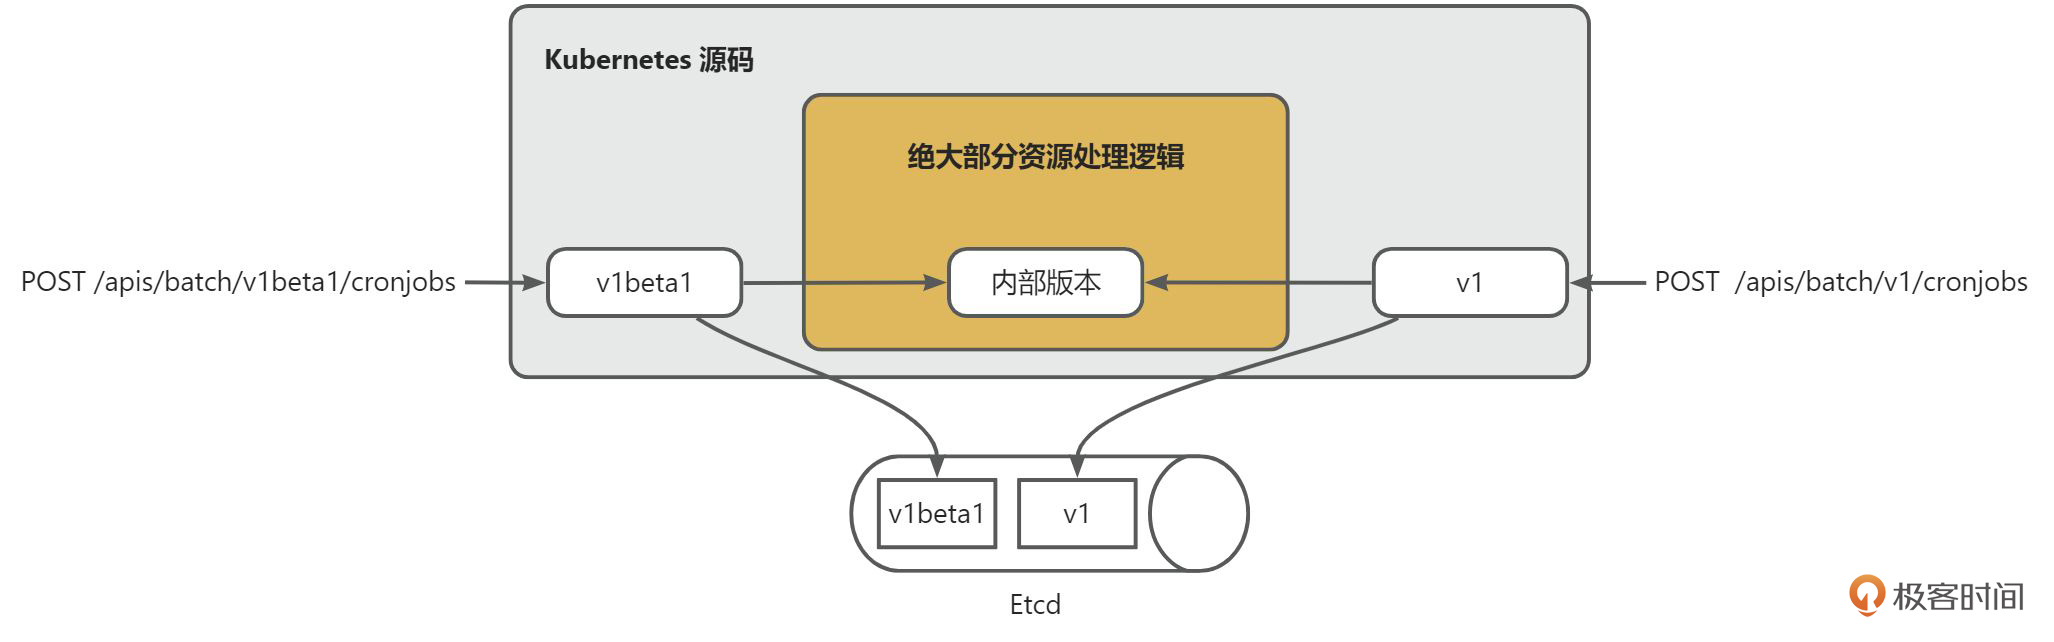 Kubernetes 源码
绝大部分资源处理逻辑
POST /apis/batch/v1beta1/cronjobs
v1beta1
内部版本
v1
POST /apis/batch/v1/cronjobs
v1beta1
v1
Etcd
极客时间